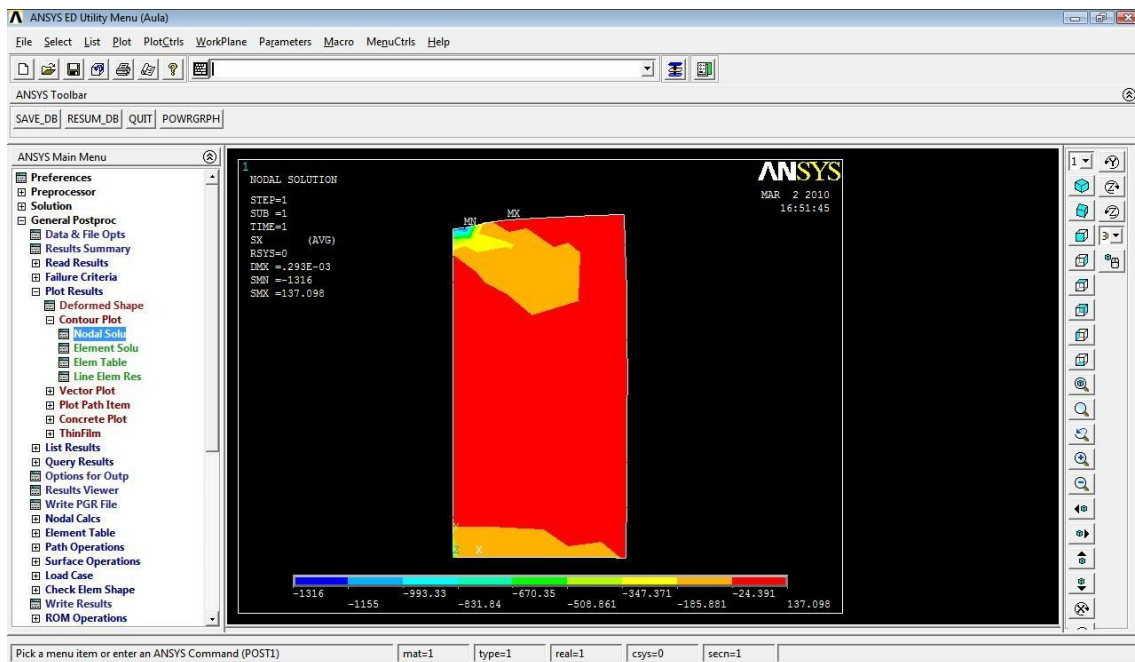 ANSYS ED Utility Menu (Aula)
File Select List Plot PlotCtrls WorkPlane Parameters Macro MenuCtrls Help
ANSYS Toolbar
SAVE_DB RESUM_DB QUIT POWRGRPH
ANSYS Main Menu
Preferences
Preprocessor
Solution
General Postproc
Data & File Opts
Results Summary
Read Results
Failure Criteria
Plot Results
Deformed Shape
Contour Plot
Nodal Solu
Element Solu
Elem Table
Line Elem Res
Vector Plot
Plot Path Item
Concrete Plot
ThinFilm
List Results
Query Results
Options for Outp
Results Viewer
Write PGR File
Nodal Calcs
Element Table
Path Operations
Surface Operations
Load Case
Check Elem Shape
Write Results
ROM Operations
1
NODAL SOLUTION
STEP=1
SUB =1
TIME=1
SX (AVG)
RSYS=0
DMX =.293E-03
SMN =-1316
SMX =137.098
ANSYS
MAR 2 2010
16:51:45
MN MX
Y
Z X
-1316 -993.33 -670.35 -347.371 -24.391
-1155 -831.84 -508.861 -185.881 137.098
1
3
Pick a menu item or enter an ANSYS Command (POST1)
mat=1 type=1 real=1 csys=0 secn=1